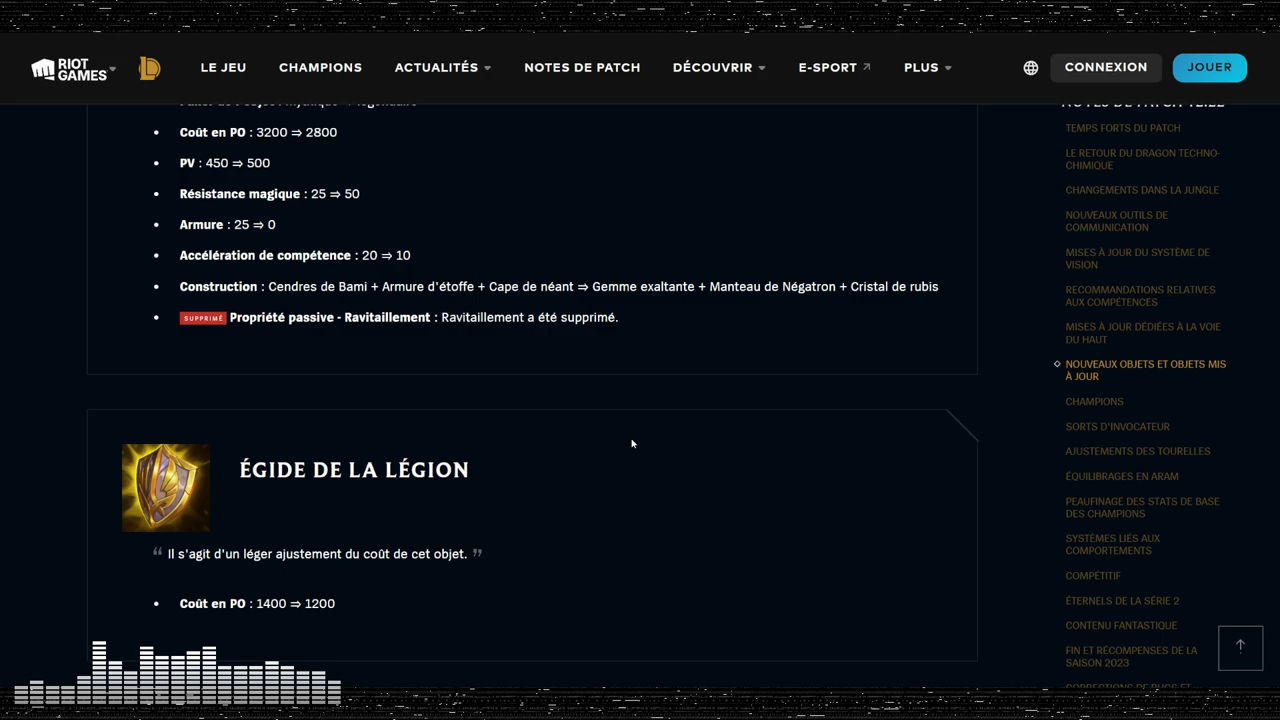 RIOT GAMES
LE JEU
CHAMPIONS
ACTUALITÉS
NOTES DE PATCH
DÉCOUVRIR
E-SPORT
PLUS
CONNEXION
JOUER
Coût en PO : 3200 ⇒ 2800
PV : 450 ⇒ 500
Résistance magique : 25 ⇒ 50
Armure : 25 ⇒ 0
Accélération de compétence : 20 ⇒ 10
Construction : Cendres de Bami + Armure d'étoffe + Cape de néant ⇒ Gemme exaltante + Manteau de Négatron + Cristal de rubis
SUPPRIMÉ Propriété passive - Ravitaillement : Ravitaillement a été supprimé.
ÉGIDE DE LA LÉGION
“ Il s'agit d'un léger ajustement du coût de cet objet. ”
Coût en PO : 1400 ⇒ 1200
TEMPS FORTS DU PATCH
LE RETOUR DU DRAGON TECHNO-
CHIMIQUE
CHANGEMENTS DANS LA JUNGLE
NOUVEAUX OUTILS DE
COMMUNICATION
MISES À JOUR DU SYSTÈME DE
VISION
RECOMMANDATIONS RELATIVES
AUX COMPÉTENCES
MISES À JOUR DÉDIÉES À LA VOIE
DU HAUT
NOUVEAUX OBJETS ET OBJETS MIS
À JOUR
CHAMPIONS
SORTS D'INVOCATEUR
AJUSTEMENTS DES TOURELLES
ÉQUILIBRAGES EN ARAM
PEAUFINAGE DES STATS DE BASE
DES CHAMPIONS
SYSTÈMES LIÉS AUX
COMPORTEMENTS
COMPÉTITIF
ÉTERNELS DE LA SÉRIE 2
CONTENU FANTASTIQUE
FIN ET RÉCOMPENSES DE LA
SAISON 2023